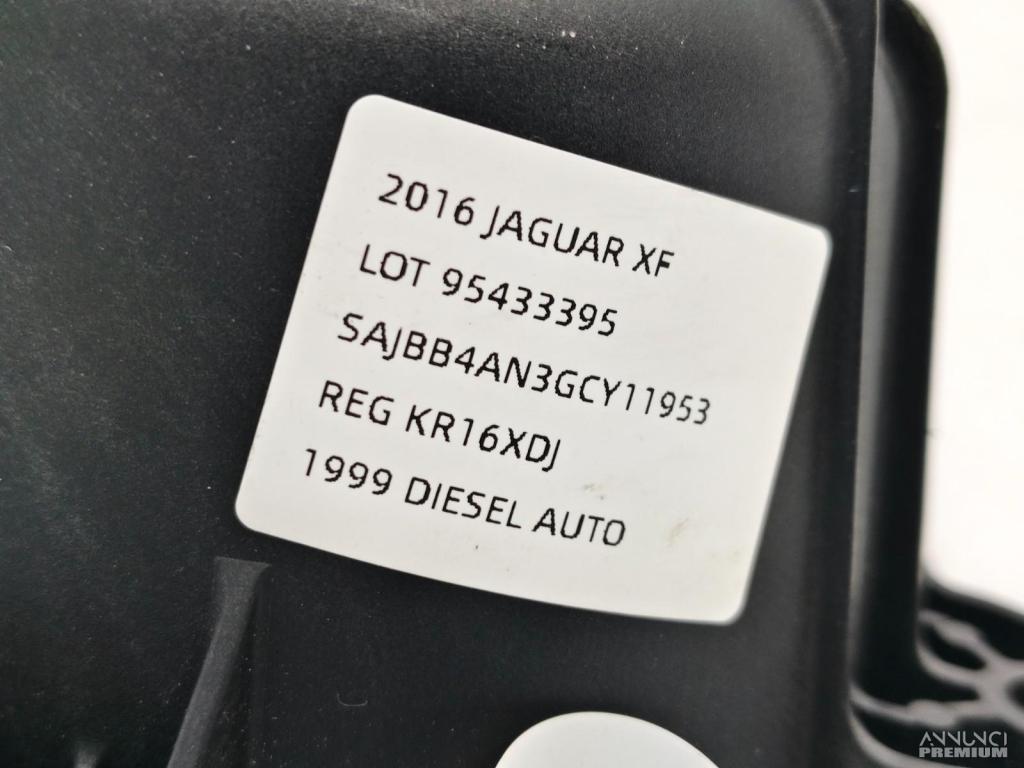 2016 JAGUAR XF
LOT 95433395
SAJBB4AN3GCY11953
REG KR16XDJ
1999 DIESEL AUTO
ANNUNCI
PREMIUM